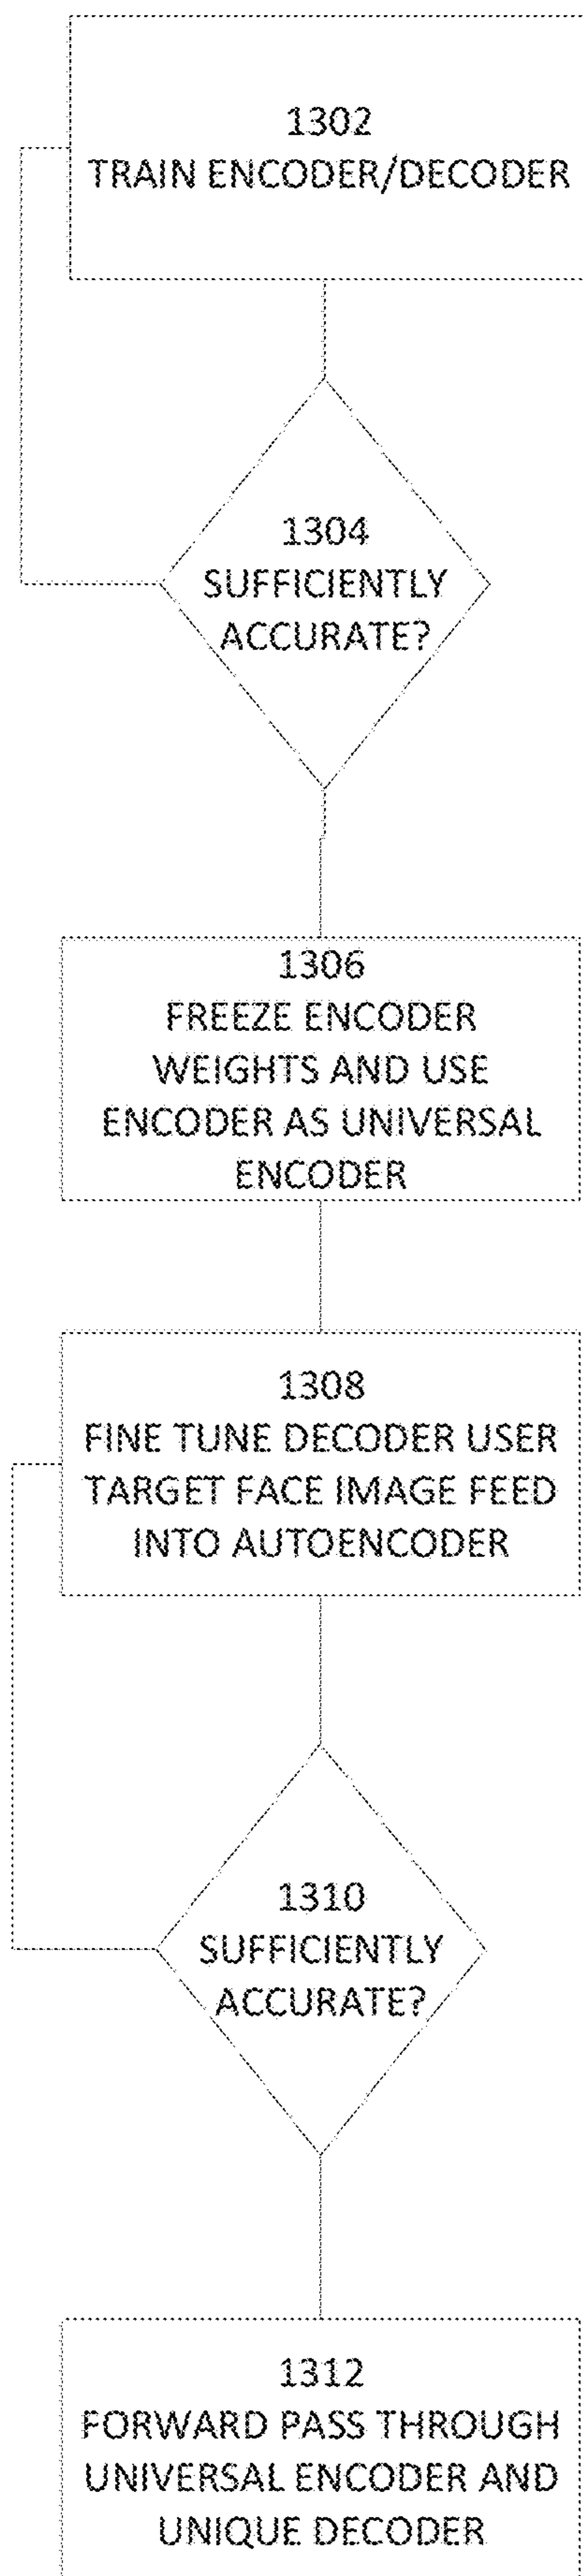 1302
TRAIN ENCODER/DECODER
1304
SUFFICIENTLY
ACCURATE?
1306
FREEZE ENCODER
WEIGHTS AND USE
ENCODER AS UNIVERSAL
ENCODER
1308
FINE TUNE DECODER USER
TARGET FACE IMAGE FEED
INTO AUTOENCODER
1310
SUFFICIENTLY
ACCURATE?
1312
FORWARD PASS THROUGH
UNIVERSAL ENCODER AND
UNIQUE DECODER